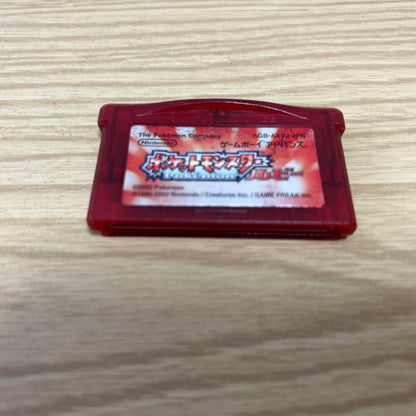 The Pokémon Company AGB-AXVJ-JPN
Nintendo ゲームボーイ アドバンス
ポケットモンスター
ルビー
©2002 Pokémon
©1995-2002 Nintendo / Creatures Inc. / GAME FREAK inc.